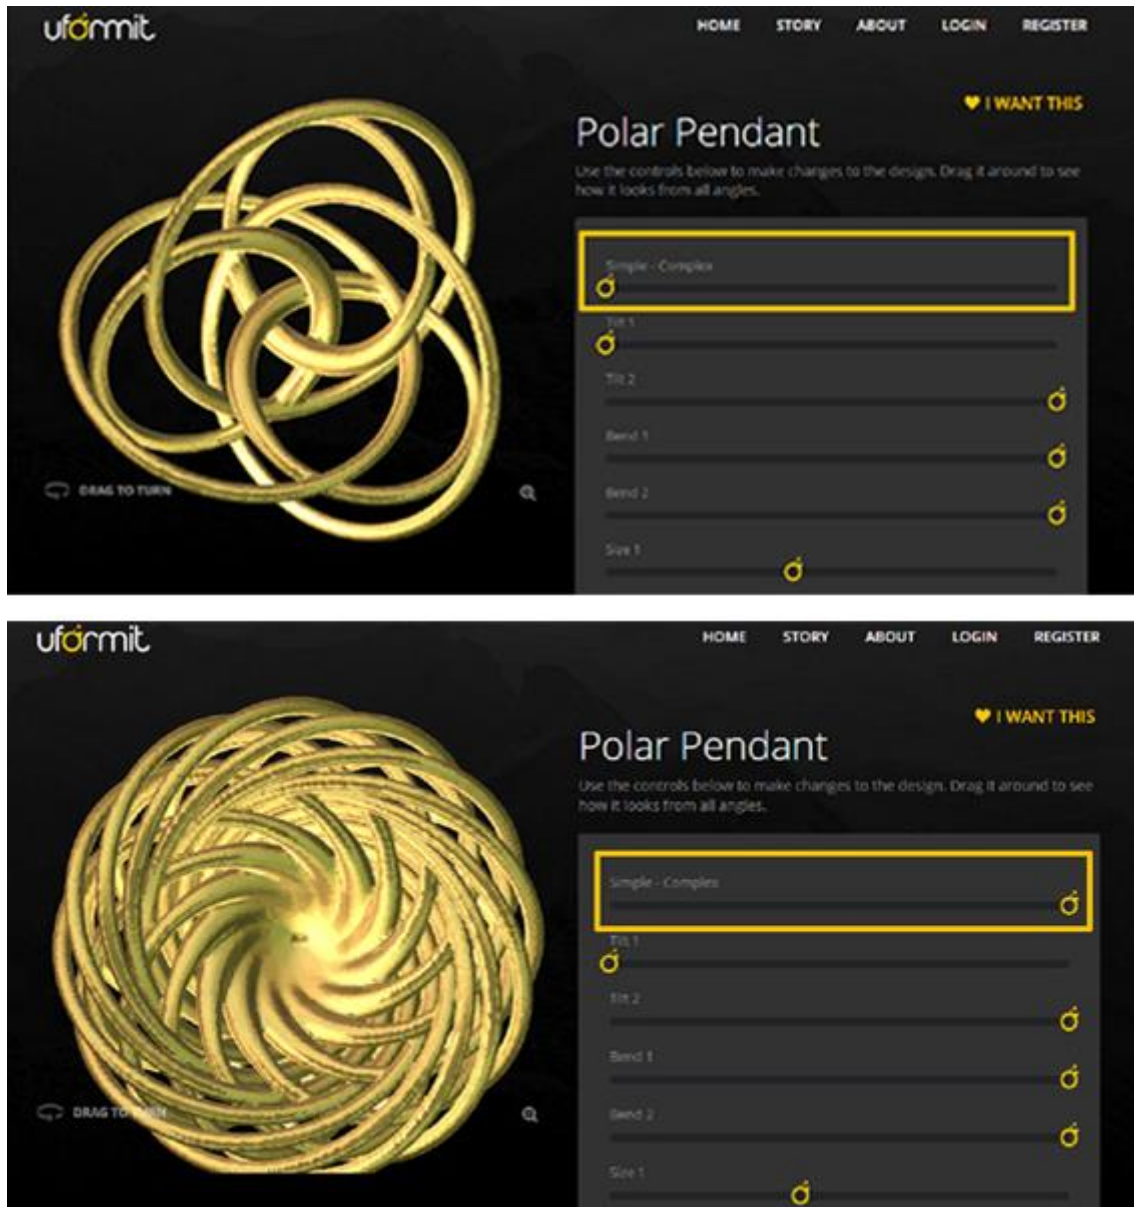 ufórmit
HOME STORY ABOUT LOGIN REGISTER
I WANT THIS
Polar Pendant
Use the controls below to make changes to the design. Drag it around to see
how it looks from all angles.
Simple - Complex
Tilt 1
Tilt 2
Bend 1
Bend 2
Size 1
DRAG TO TURN
ufórmit
HOME STORY ABOUT LOGIN REGISTER
I WANT THIS
Polar Pendant
Use the controls below to make changes to the design. Drag it around to see
how it looks from all angles.
Simple - Complex
Tilt 1
Tilt 2
Bend 1
Bend 2
Size 1
DRAG TO TURN